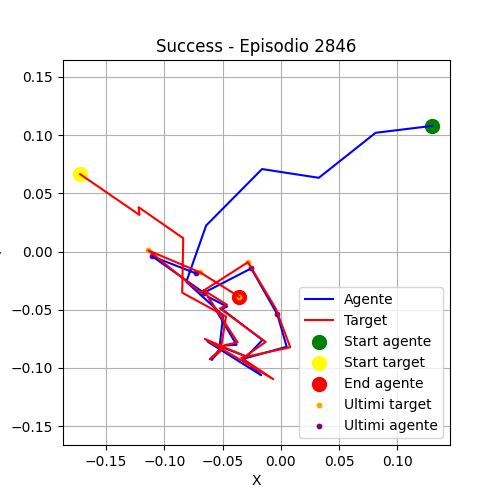 Success - Episodio 2846
0.15
0.10
0.05
0.00
−0.05
−0.10
−0.15
−0.15
−0.10
−0.05
0.00
0.05
0.10
X
Agente
Target
Start agente
Start target
End agente
Ultimi target
Ultimi agente